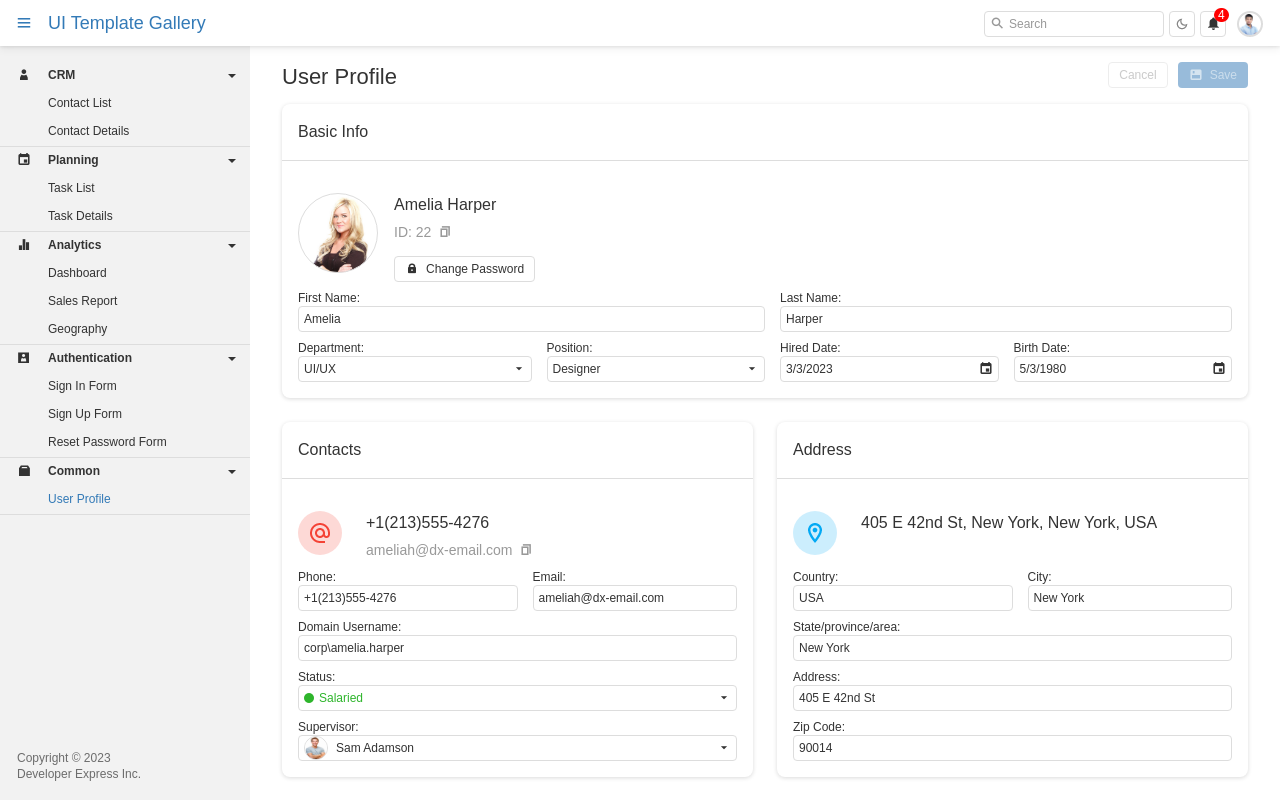 UI Template Gallery
Search
4
CRM
Contact List
Contact Details
Planning
Task List
Task Details
Analytics
Dashboard
Sales Report
Geography
Authentication
Sign In Form
Sign Up Form
Reset Password Form
Common
User Profile
Copyright © 2023
Developer Express Inc.
User Profile
Cancel
Save
Basic Info
Amelia Harper
ID: 22
Change Password
First Name:
Amelia
Last Name:
Harper
Department:
UI/UX
Position:
Designer
Hired Date:
3/3/2023
Birth Date:
5/3/1980
Contacts
+1(213)555-4276
ameliah@dx-email.com
Phone:
+1(213)555-4276
Email:
ameliah@dx-email.com
Domain Username:
corp\amelia.harper
Status:
Salaried
Supervisor:
Sam Adamson
Address
405 E 42nd St, New York, New York, USA
Country:
USA
City:
New York
State/province/area:
New York
Address:
405 E 42nd St
Zip Code:
90014